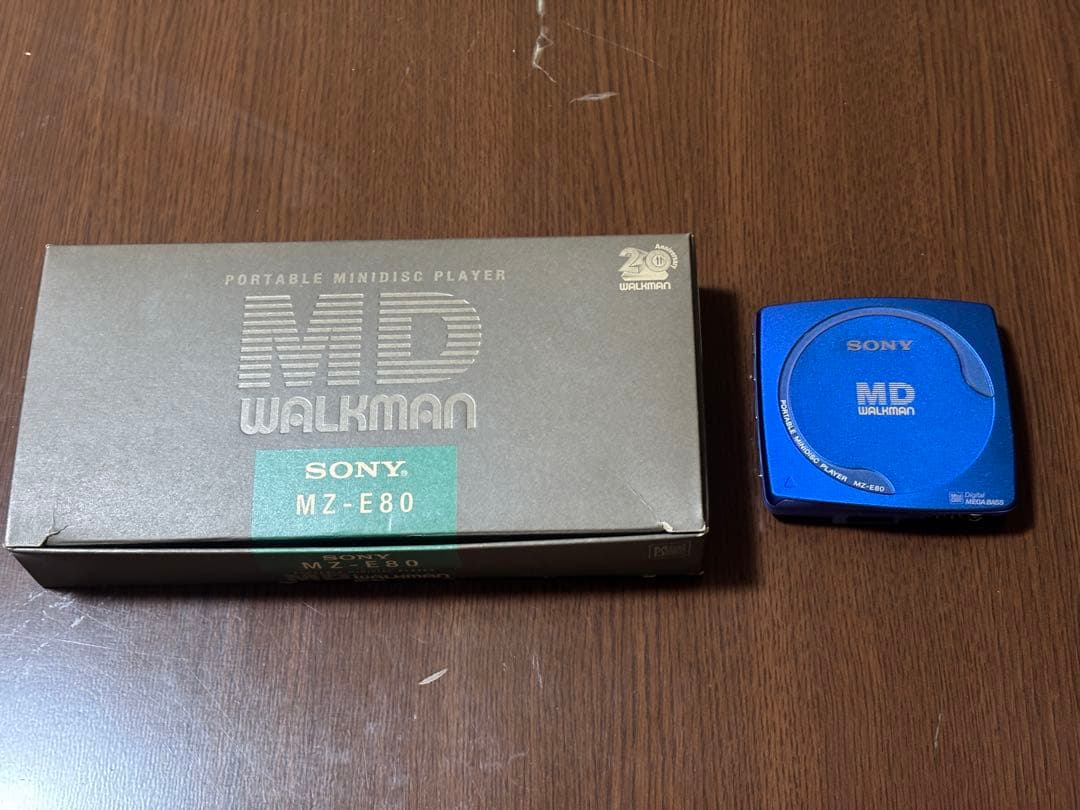 PORTABLE MINIDISC PLAYER
MD
WALKMAN
SONY®
MZ-E80
20 Anniversary
WALKMAN
SONY
MZ-E80
WALKMAN
SONY
MD
WALKMAN
PORTABLE MINIDISC PLAYER MZ-E80
Digital
MEGA BASS